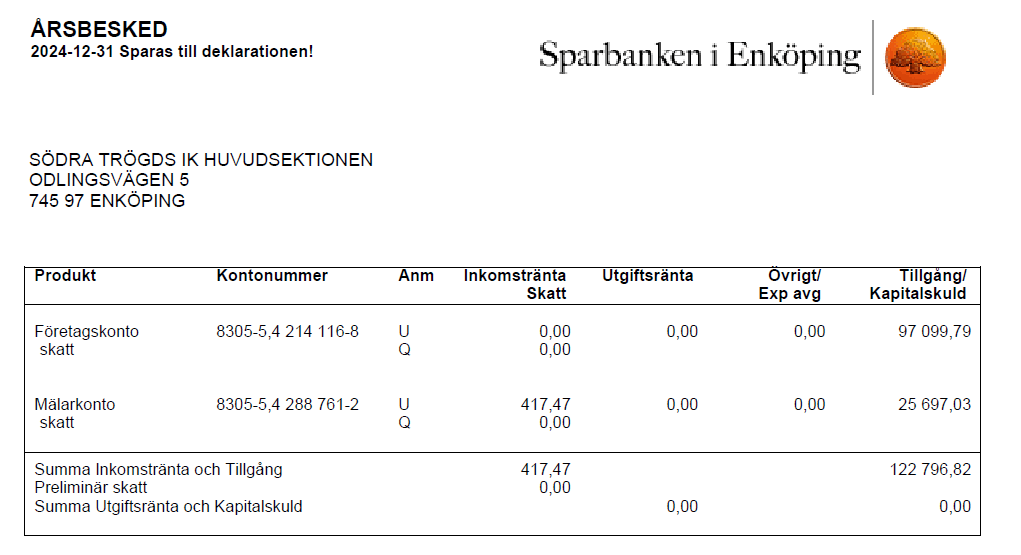 ÅRSBESKED
2024-12-31 Sparas till deklarationen!
Sparbanken i Enköping
SÖDRA TRÖGDS IK HUVUDSEKTIONEN
ODLINGSVÄGEN 5
745 97 ENKÖPING
Produkt Kontonummer Anm Inkomstränta Utgiftsränta Övrigt/ Tillgång/
Skatt Exp avg Kapitalskuld
Företagskonto 8305-5,4 214 116-8 U 0,00 0,00 0,00 97 099,79
skatt Q 0,00
Mälarkonto 8305-5,4 288 761-2 U 417,47 0,00 0,00 25 697,03
skatt Q 0,00
Summa Inkomstränta och Tillgång 417,47 122 796,82
Preliminär skatt 0,00
Summa Utgiftsränta och Kapitalskuld 0,00 0,00